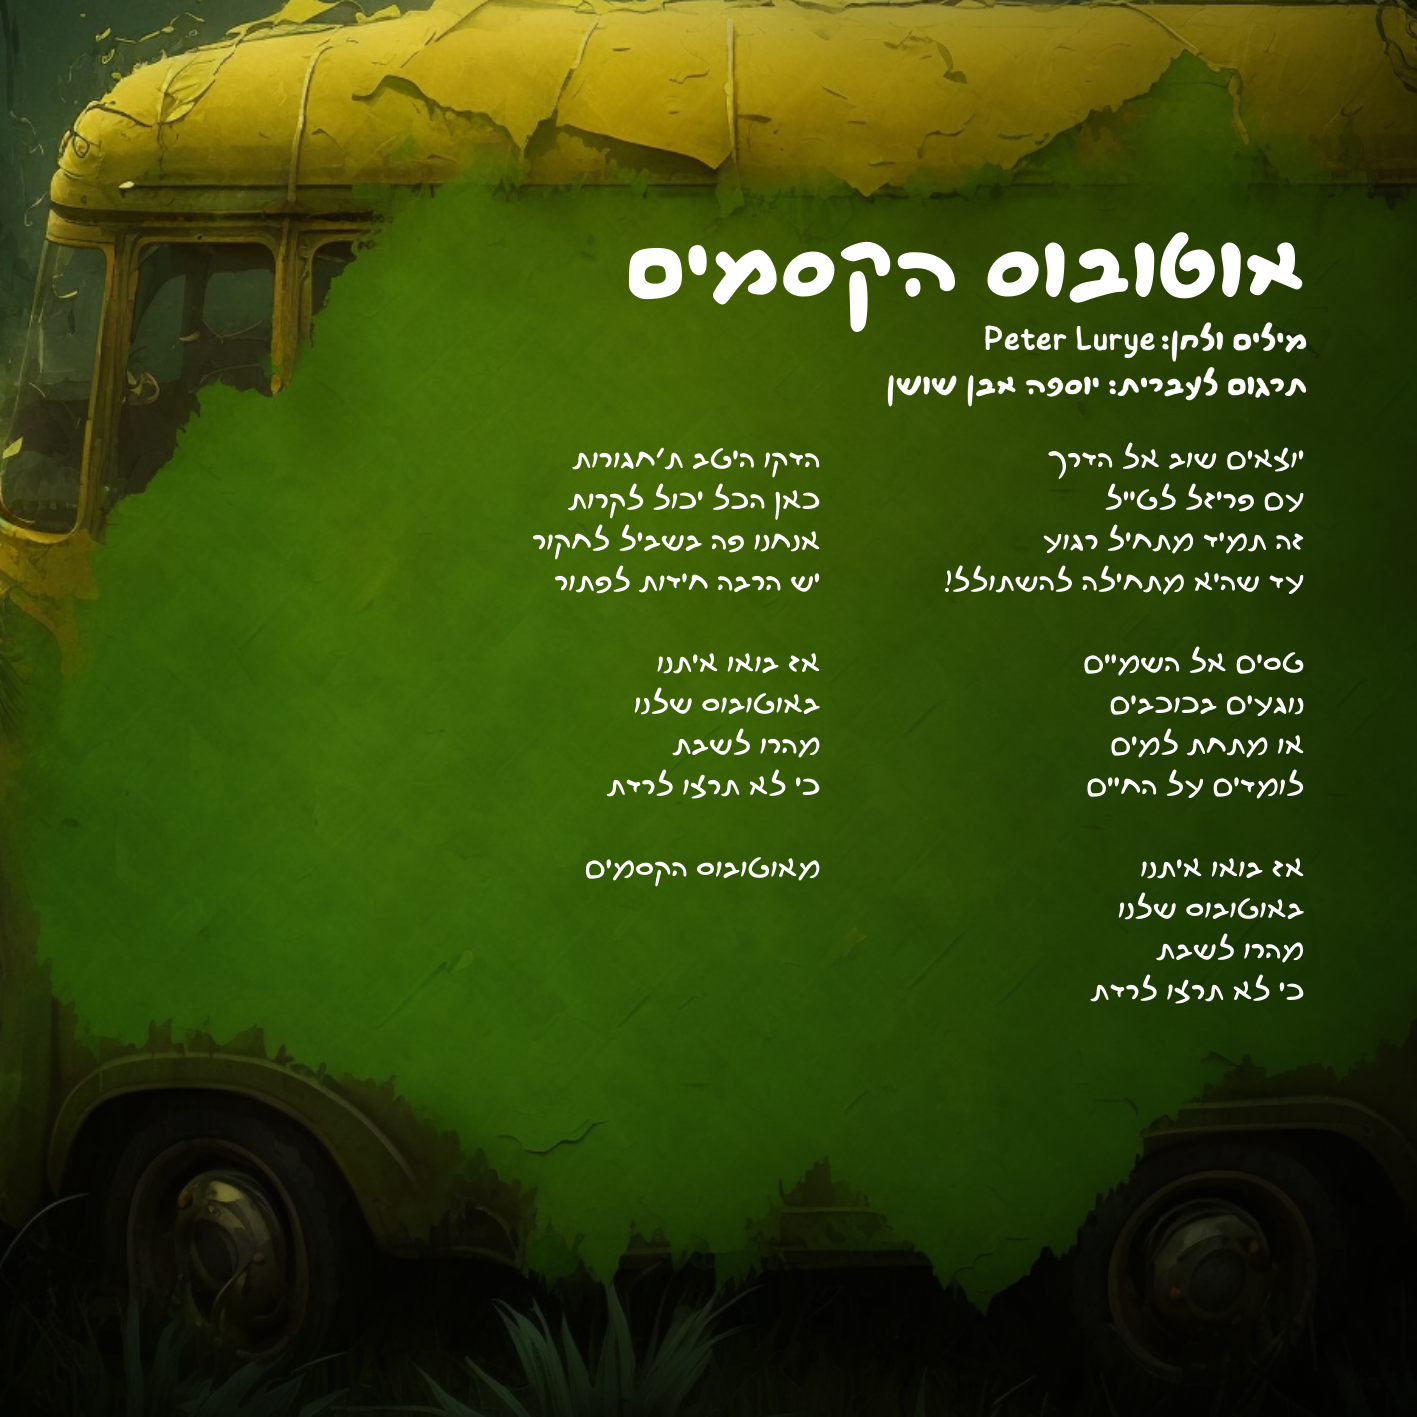 אוטובוס הקסמים
מילים ולחן: Peter Lurye
תרגום לעברית: יוספה אבן שושן
יוצאים שוב אל הדרך
עם פריזל לטייל
זה תמיד מתחיל רגוע
עד שהיא מתחילה להשתולל!
טסים אל השמיים
נוגעים בכוכבים
או מתחת למים
לומדים על החיים
אז בואו איתנו
באוטובוס שלנו
מהרו לשבת
כי לא תרצו לרדת
הדקו היטב ת'חגורות
כאן הכל יכול לקרות
אנחנו פה בשביל לחקור
יש הרבה חידות לפתור
אז בואו איתנו
באוטובוס שלנו
מהרו לשבת
כי לא תרצו לרדת
מאוטובוס הקסמים